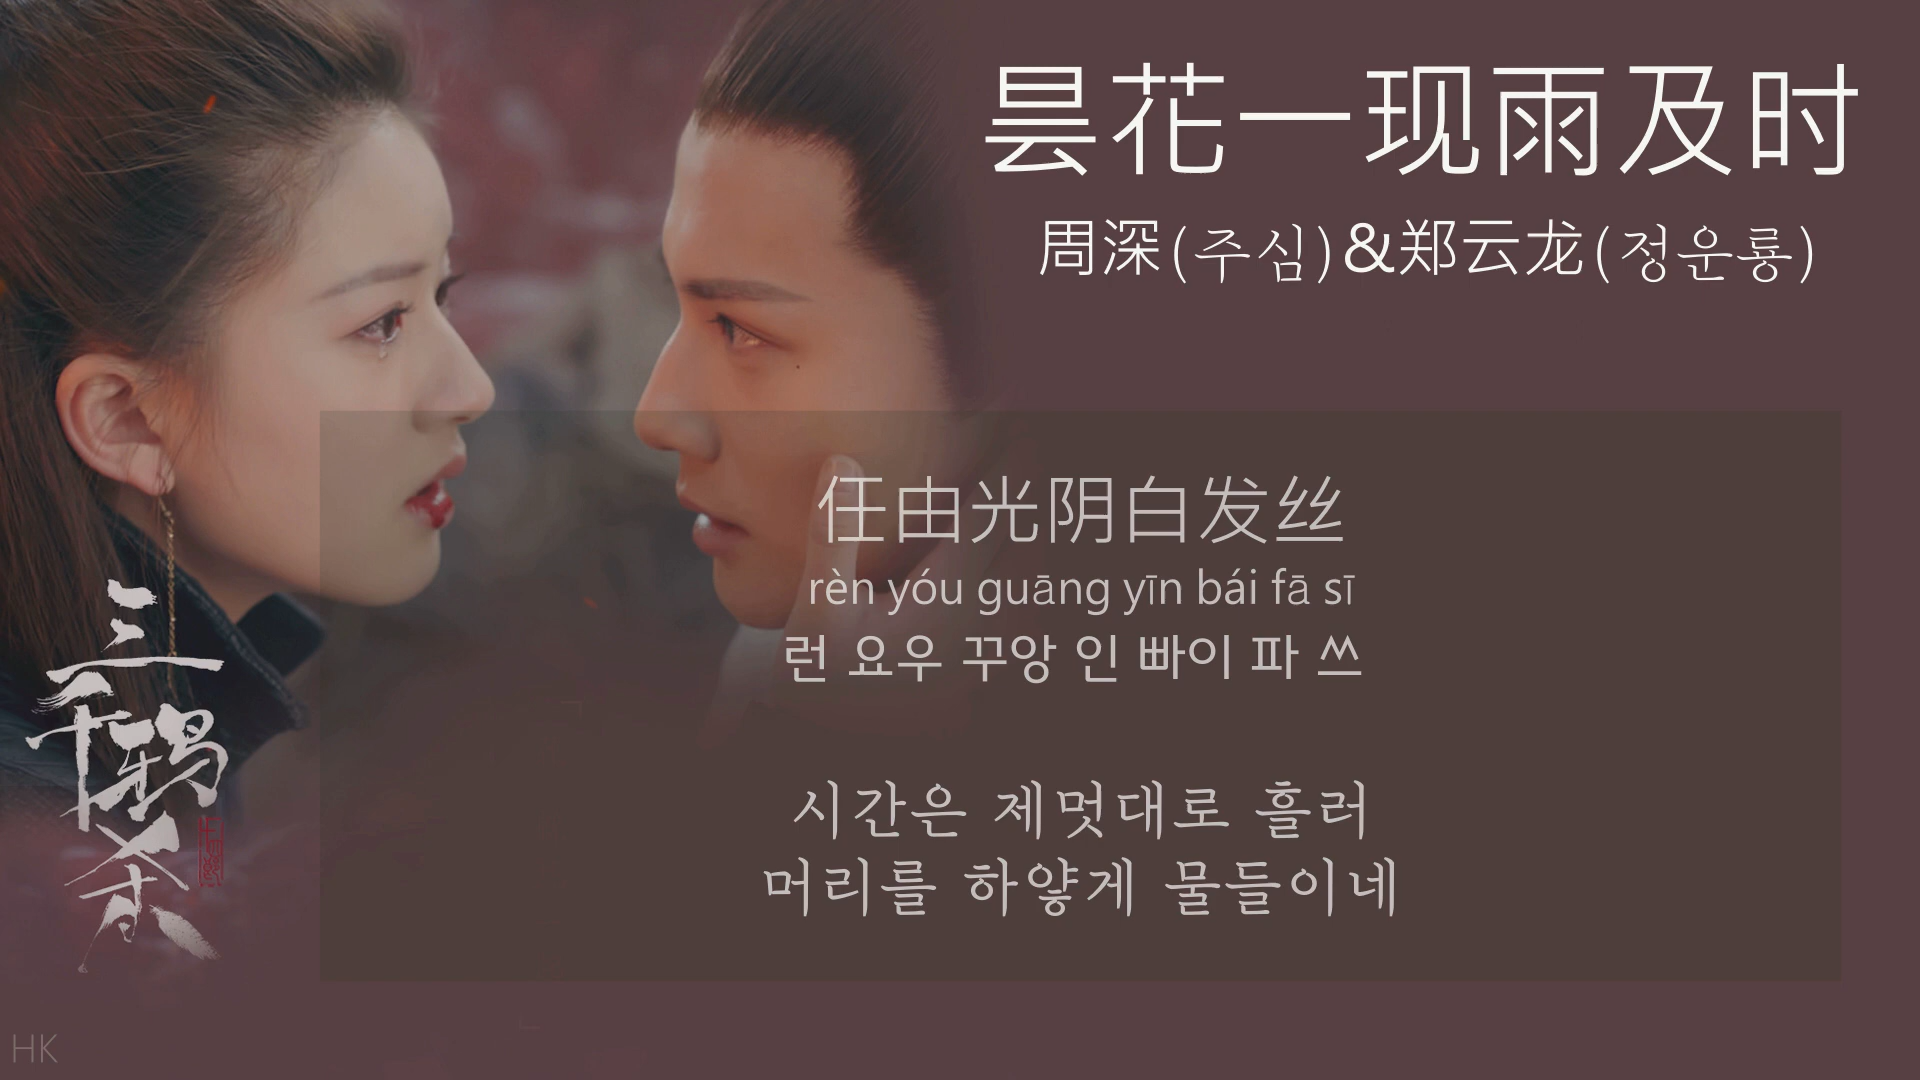 昙花一现雨及时
周深(주심)&郑云龙(정운룡)
任由光阴白发丝
rèn yóu guāng yīn bái fā sī
런 요우 꾸앙 인 빠이 파 쓰
시간은 제멋대로 흘러
머리를 하얗게 물들이네
三千鸦杀
HK